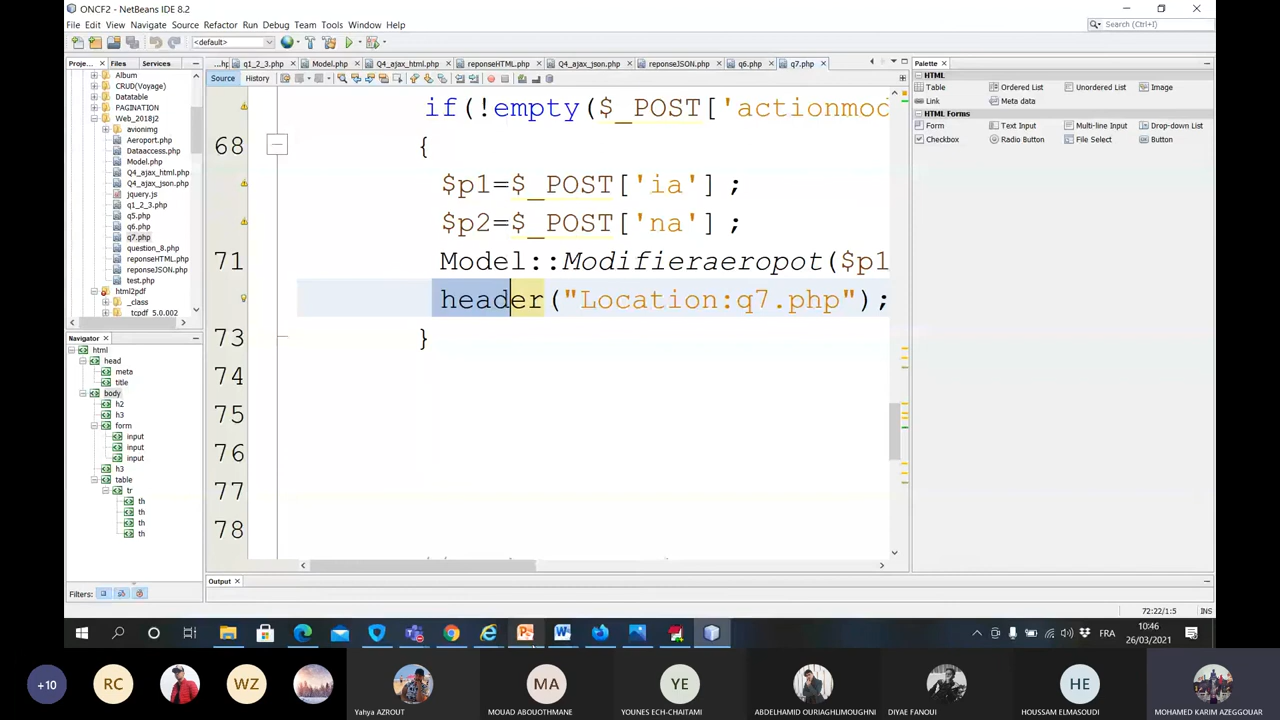 ONCF2 - NetBeans IDE 8.2
File Edit View Navigate Source Refactor Run Debug Team Tools Window Help
Search (Ctrl+I)
<default>
Proje... Files Services
q1_2_3.php Model.php Q4_ajax_html.php reponseHTML.php Q4_ajax_json.php reponseJSON.php q6.php q7.php
Palette
Source History
Album
CRUD(Voyage)
Datatable
PAGINATION
Web_2018j2
avionimg
Aeroport.php
Dataaccess.php
Model.php
Q4_ajax_html.php
Q4_ajax_json.php
jquery.js
q1_2_3.php
q5.php
q6.php
q7.php
question_8.php
reponseHTML.php
reponseJSON.php
test.php
html2pdf
_class
_tcpdf_5.0.002
Navigator
html
head
meta
title
body
h2
h3
form
input
input
input
h3
table
tr
th
th
th
th
Filters:
if(!empty($_POST['actionmod
68 {
$p1=$_POST['ia'] ;
$p2=$_POST['na'] ;
71 Model::Modifieraeropot($p1
header("Location:q7.php");
73 }
74
75
76
77
78
HTML
Table Ordered List Unordered List Image
Link Meta data
HTML Forms
Form Text Input Multi-line Input Drop-down List
Checkbox Radio Button File Select Button
Output
72:22/1:5 INS
FRA
10:46
26/03/2021
+10
RC
WZ
Yahya AZROUT
MA
MOUAD ABOUOTHMANE
YE
YOUNES ECH-CHAITAMI
ABDELHAMID OURIAGHLIMOUGHNI
DIYAE FANOUI
HE
HOUSSAM ELMASOUDI
MOHAMED KARIM AZEGGOUAR